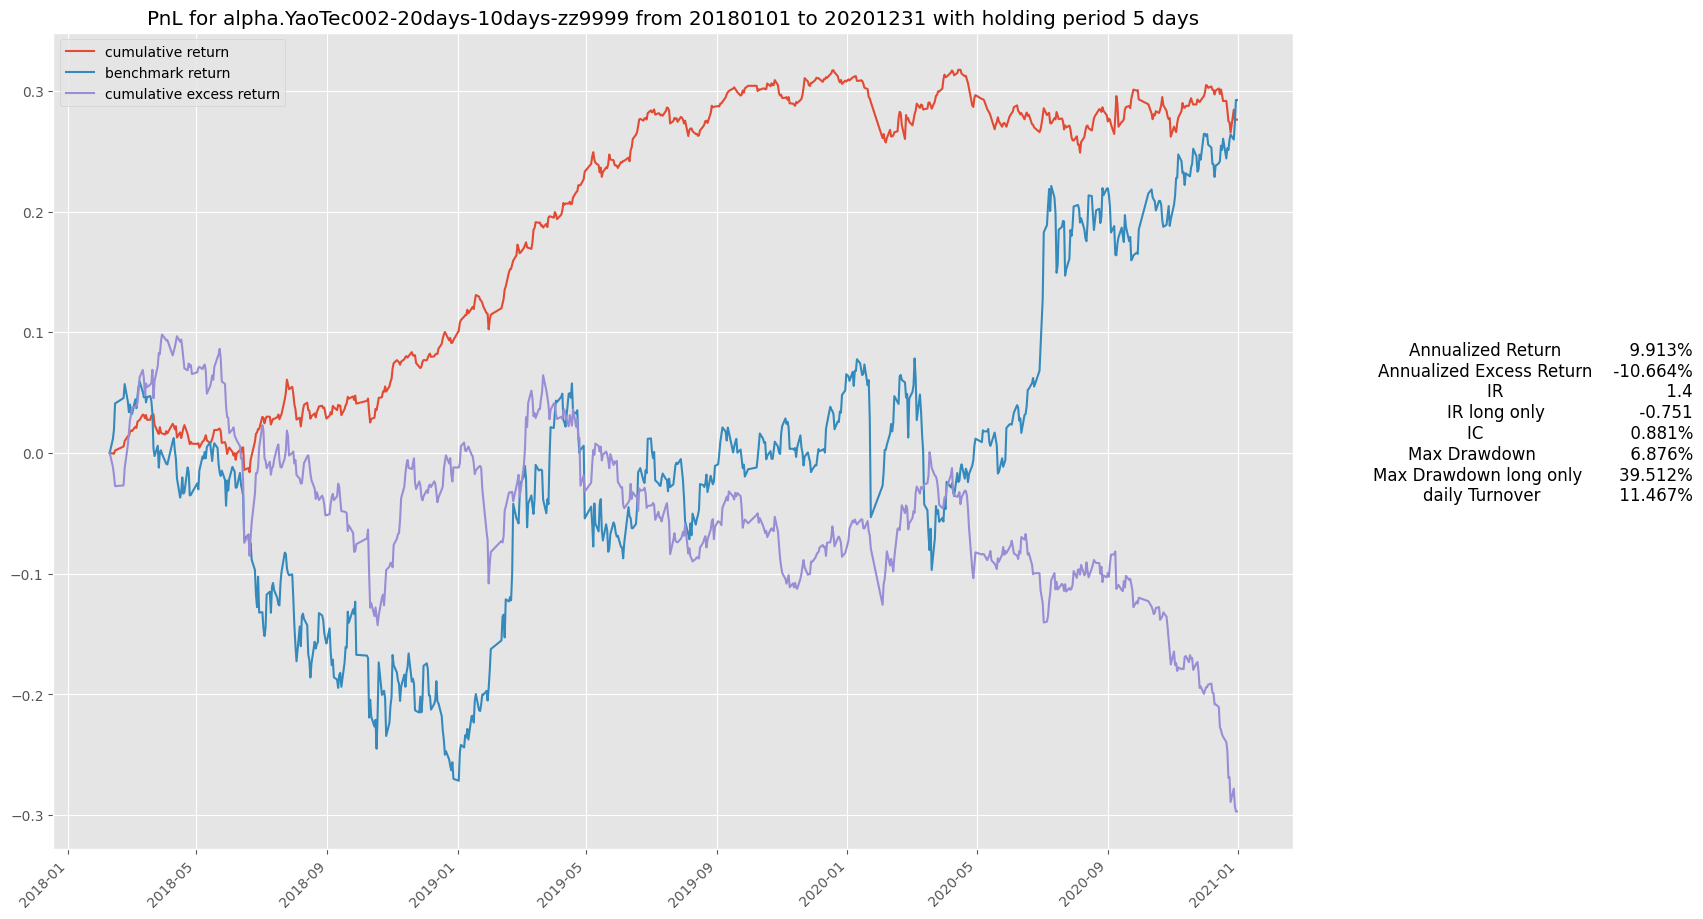 PnL for alpha.YaoTec002-20days-10days-zz9999 from 20180101 to 20201231 with holding period 5 days
cumulative return
benchmark return
cumulative excess return
0.3
0.2
0.1
0.0
−0.1
−0.2
−0.3
2018-01
2018-05
2018-09
2019-01
2019-05
2019-09
2020-01
2020-05
2020-09
2021-01
Annualized Return 9.913%
Annualized Excess Return -10.664%
IR 1.4
IR long only -0.751
IC 0.881%
Max Drawdown 6.876%
Max Drawdown long only 39.512%
daily Turnover 11.467%